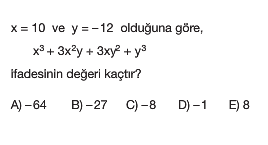 x = 10 ve y = −12 olduğuna göre,
x³ + 3x²y + 3xy² + y³
ifadesinin değeri kaçtır?
A) −64 B) −27 C) −8 D) −1 E) 8